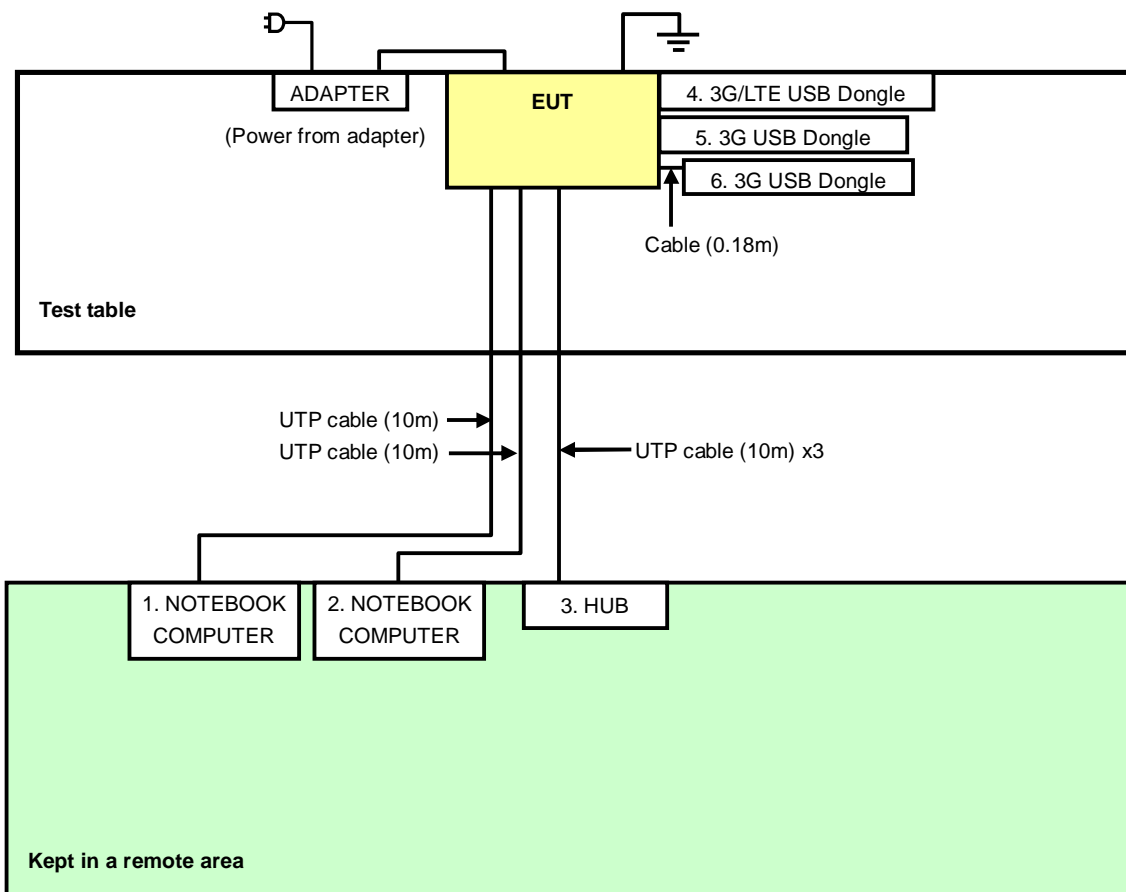 ADAPTER
EUT
4. 3G/LTE USB Dongle
(Power from adapter)
5. 3G USB Dongle
6. 3G USB Dongle
Cable (0.18m)
Test table
UTP cable (10m)
UTP cable (10m)
UTP cable (10m) x3
1. NOTEBOOK
COMPUTER
2. NOTEBOOK
COMPUTER
3. HUB
Kept in a remote area